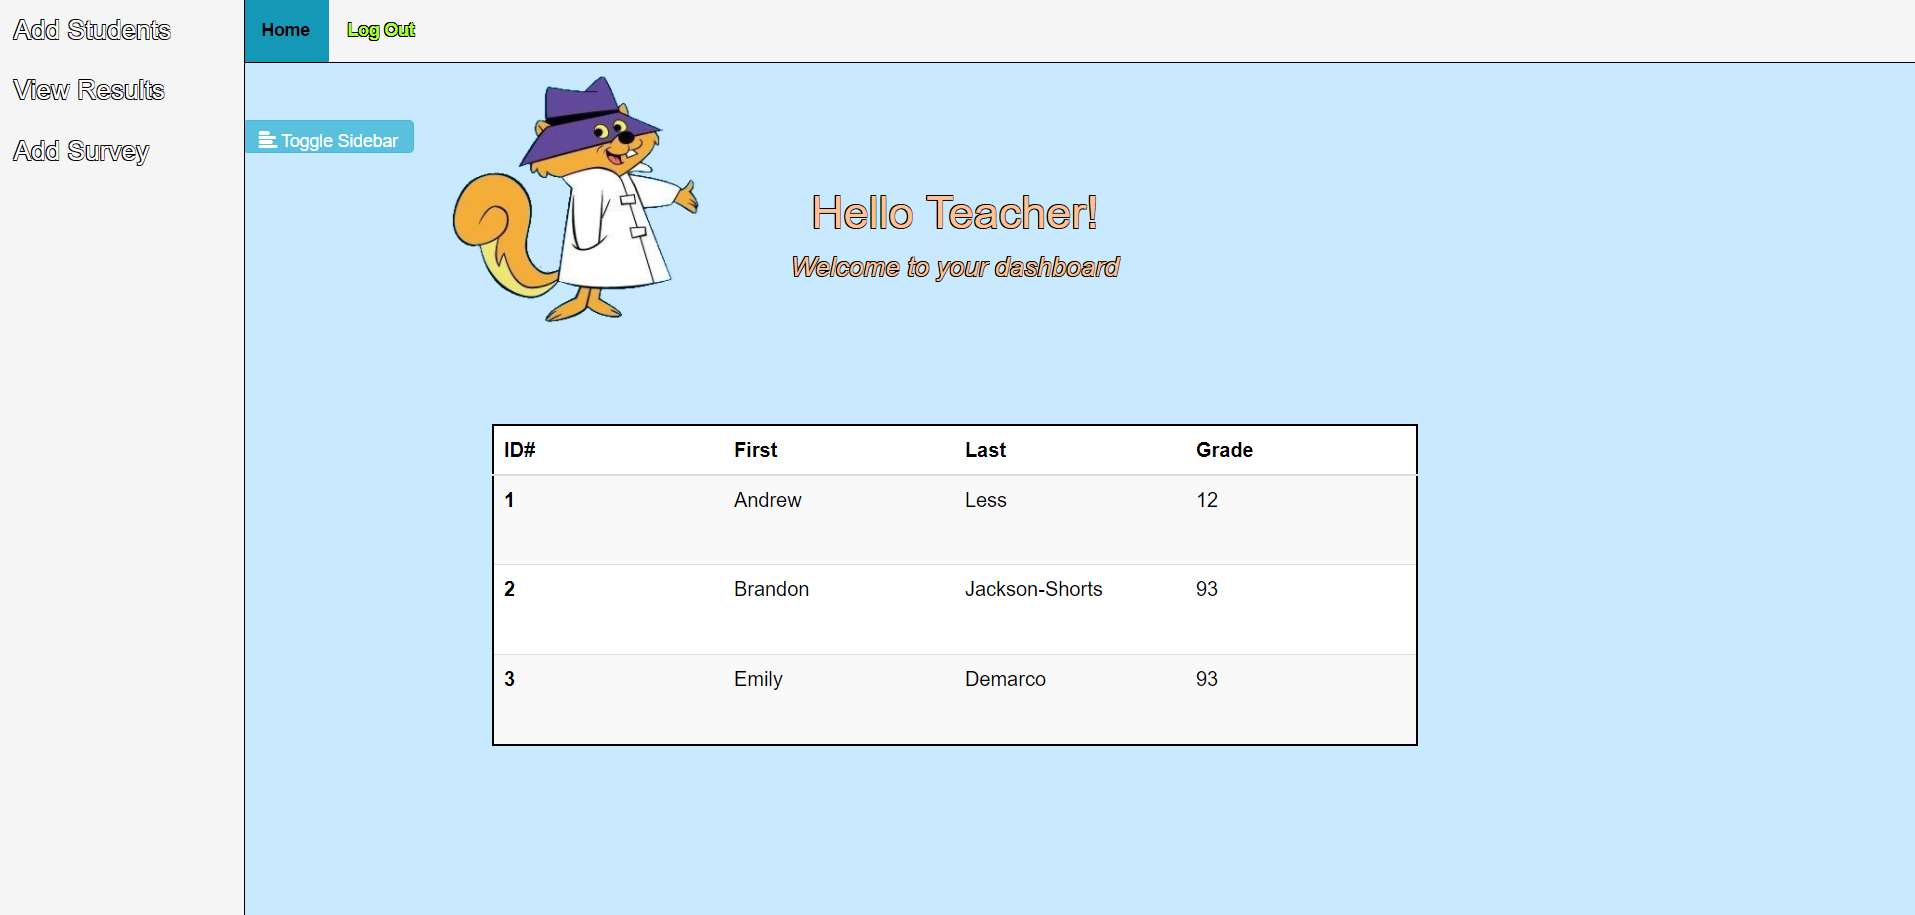 Add Students
View Results
Add Survey
Home
Log Out
Toggle Sidebar
Hello Teacher!
Welcome to your dashboard
ID# First Last Grade
1 Andrew Less 12
2 Brandon Jackson-Shorts 93
3 Emily Demarco 93